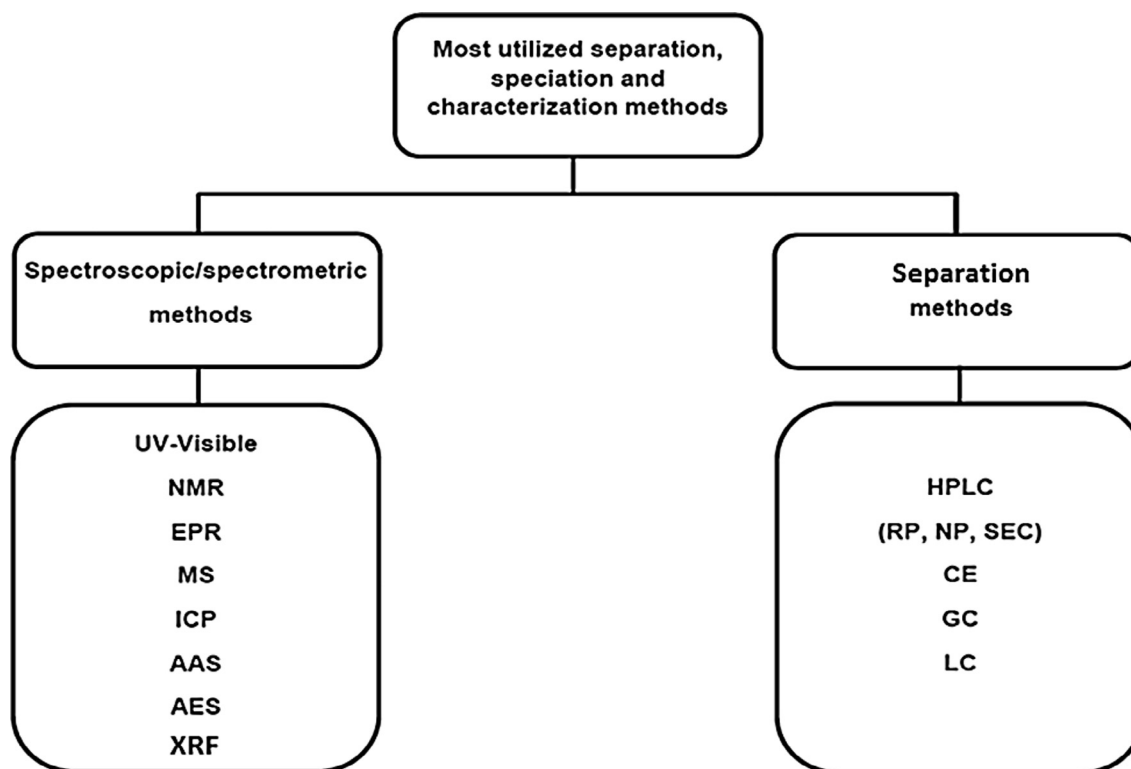 Most utilized separation,
speciation and
characterization methods
Spectroscopic/spectrometric
methods
Separation
methods
UV-Visible
NMR
EPR
MS
ICP
AAS
AES
XRF
HPLC
(RP, NP, SEC)
CE
GC
LC